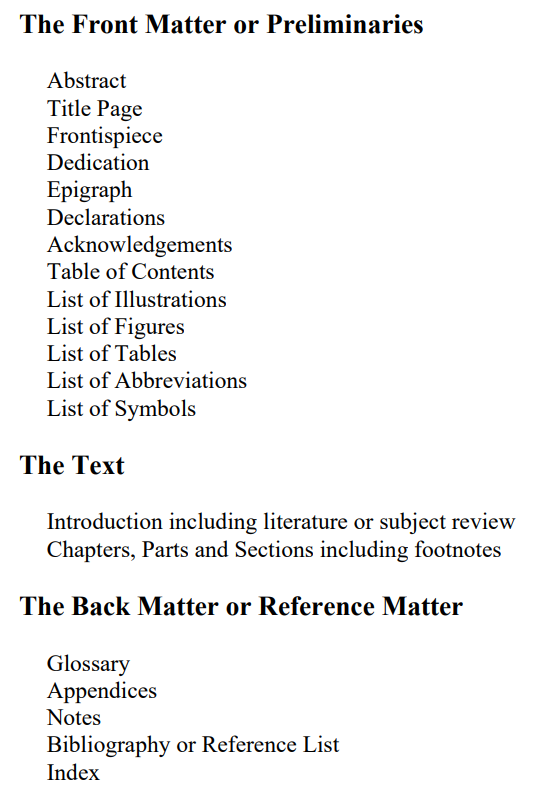 The Front Matter or Preliminaries
Abstract
Title Page
Frontispiece
Dedication
Epigraph
Declarations
Acknowledgements
Table of Contents
List of Illustrations
List of Figures
List of Tables
List of Abbreviations
List of Symbols
The Text
Introduction including literature or subject review
Chapters, Parts and Sections including footnotes
The Back Matter or Reference Matter
Glossary
Appendices
Notes
Bibliography or Reference List
Index